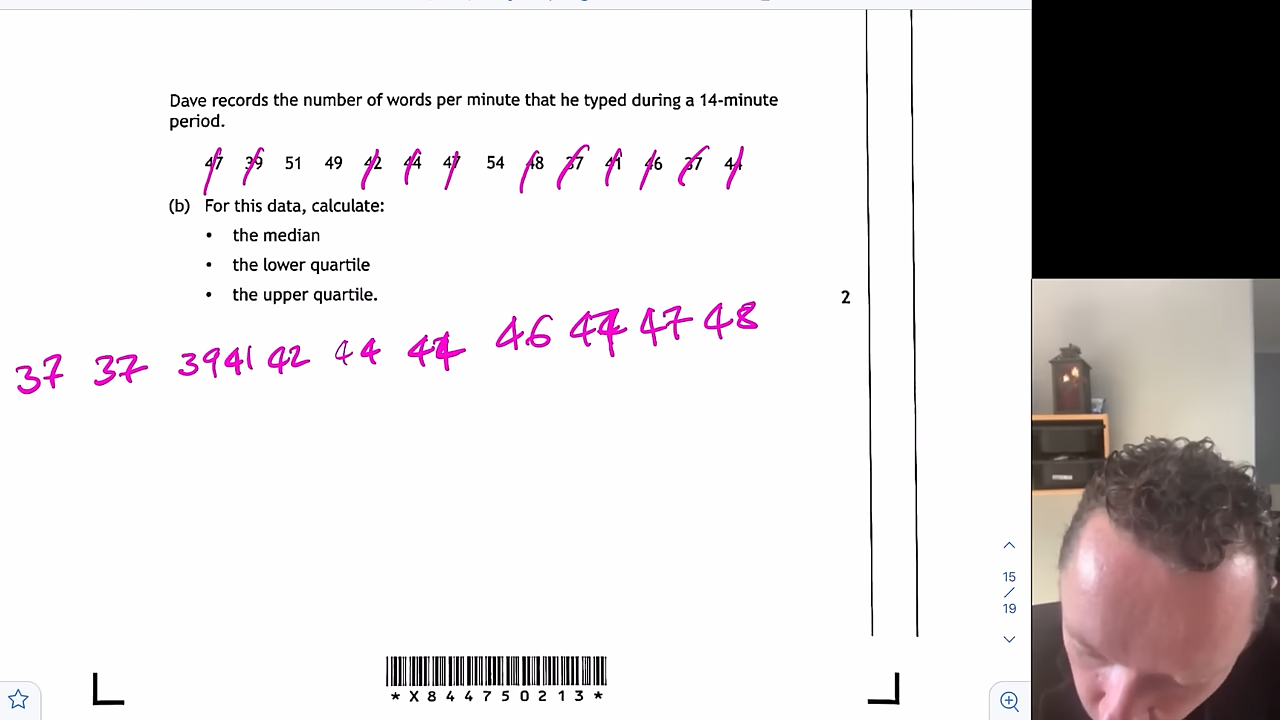 Dave records the number of words per minute that he typed during a 14-minute
period.
47 39 51 49 42 44 47 54 48 37 41 46 37 44
(b) For this data, calculate:
• the median
• the lower quartile
• the upper quartile.
2
37 37 39 41 42 44 44 46 47 47 48
15
/
19
*X844750213*